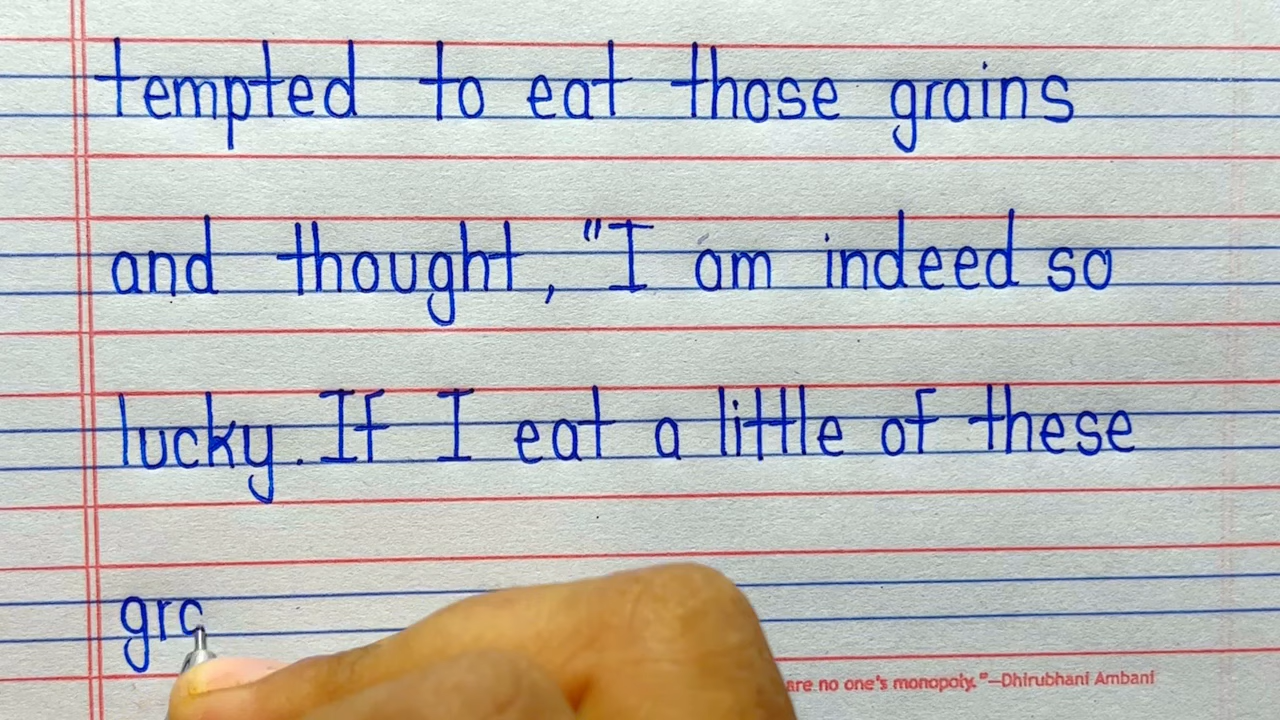 tempted to eat those grains
and thought, "I am indeed so
lucky. If I eat a little of these
gra
are no one's monopoly."—Dhirubhani Ambani